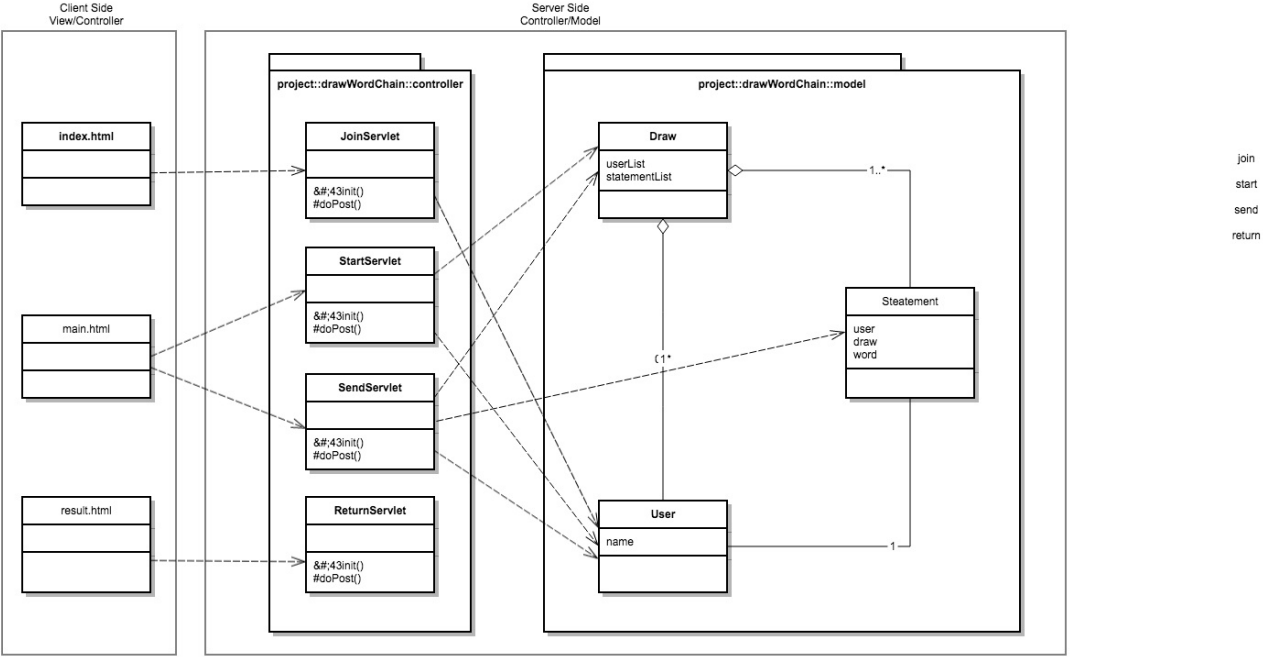 Client Side
View/Controller
Server Side
Controller/Model
project::drawWordChain::controller
project::drawWordChain::model
index.html
JoinServlet
&#;43init()
#doPost()
Draw
userList
statementList
1..*
join
start
send
return
StartServlet
&#;43init()
#doPost()
main.html
Steatement
user
draw
word
1*
SendServlet
&#;43init()
#doPost()
result.html
ReturnServlet
&#;43init()
#doPost()
User
name
1